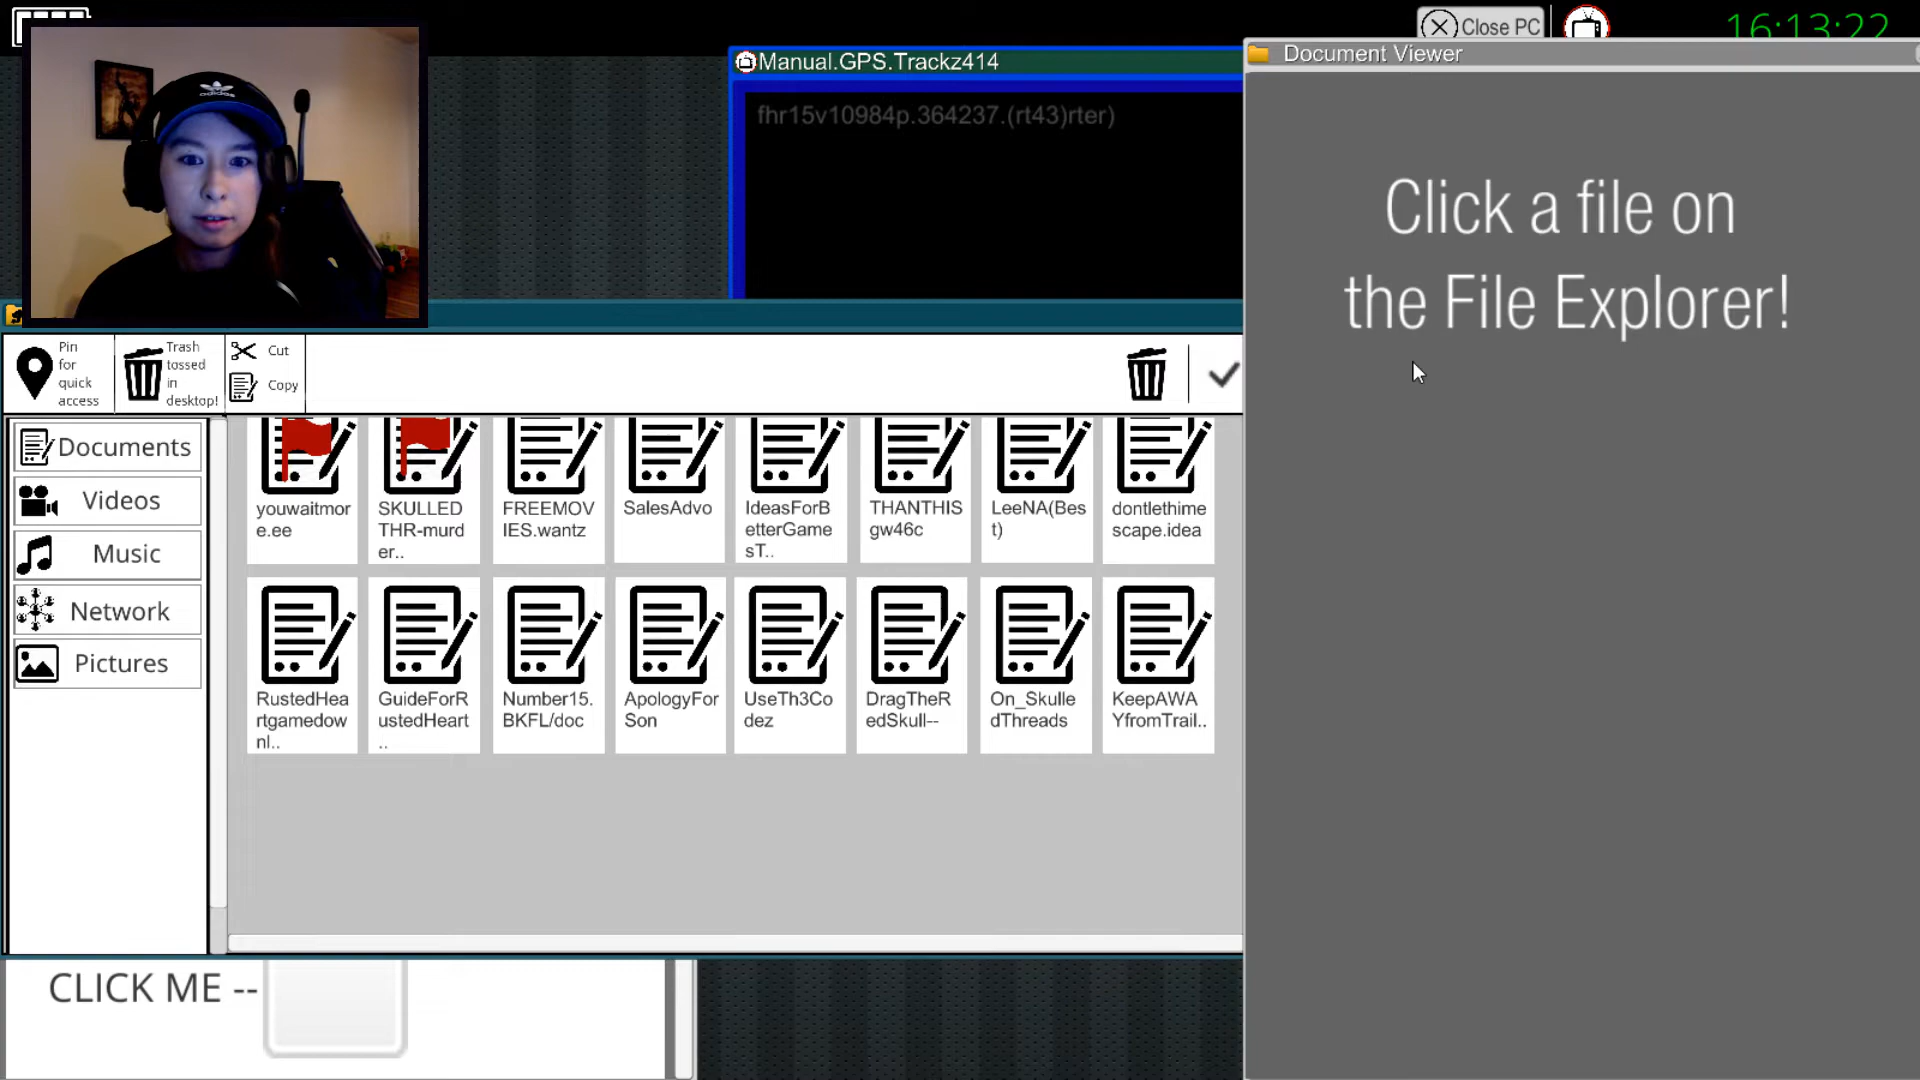 Close PC
16:13:22
Manual.GPS.Trackz414
Document Viewer
adidas
fhr15v10984p.364237.(rt43)rter)
Click a file on
the File Explorer!
Pin
for
quick
access
Trash
tossed
in
desktop!
Cut
Copy
Documents
Videos
Music
Network
Pictures
youwaitmor
e.ee
SKULLED
THR-murd
er..
FREEMOV
IES.wantz
SalesAdvo
IdeasForB
etterGame
sT..
THANTHIS
gw46c
LeeNA(Bes
t)
dontlethime
scape.idea
RustedHea
rtgamedow
nl..
GuideForR
ustedHeart
..
Number15.
BKFL/doc
ApologyFor
Son
UseTh3Co
dez
DragTheR
edSkull--
On_Skulle
dThreads
KeepAWA
YfromTrail..
CLICK ME --